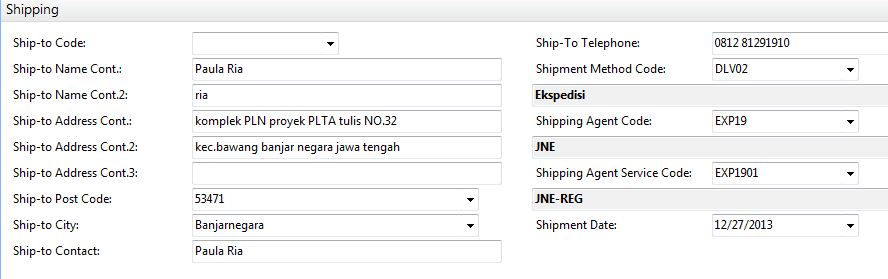 Shipping
Ship-to Code:
Ship-to Name Cont.: Paula Ria
Ship-to Name Cont.2: ria
Ship-to Address Cont.: komplek PLN proyek PLTA tulis NO.32
Ship-to Address Cont.2: kec.bawang banjar negara jawa tengah
Ship-to Address Cont.3:
Ship-to Post Code: 53471
Ship-to City: Banjarnegara
Ship-to Contact: Paula Ria
Ship-To Telephone: 0812 81291910
Shipment Method Code: DLV02
Ekspedisi
Shipping Agent Code: EXP19
JNE
Shipping Agent Service Code: EXP1901
JNE-REG
Shipment Date: 12/27/2013